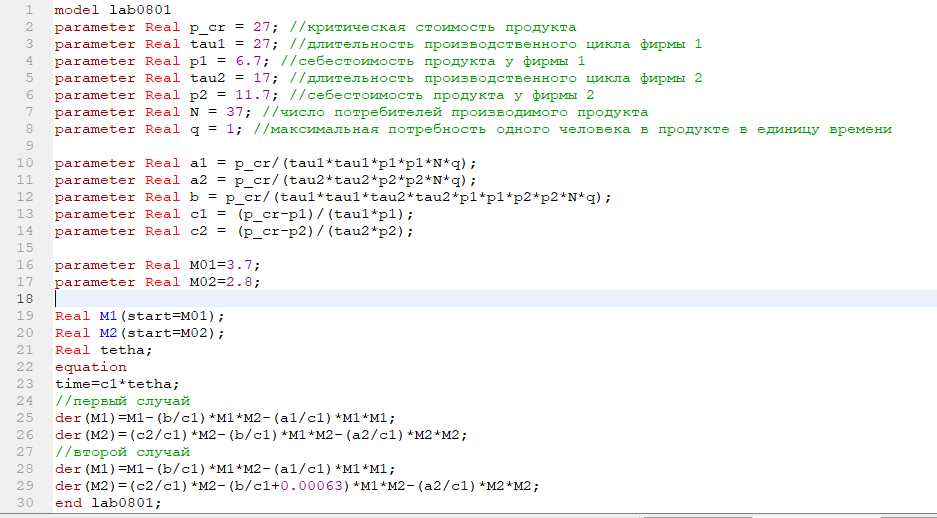 1 model lab0801
2 parameter Real p_cr = 27; //критическая стоимость продукта
3 parameter Real tau1 = 27; //длительность производственного цикла фирмы 1
4 parameter Real p1 = 6.7; //себестоимость продукта у фирмы 1
5 parameter Real tau2 = 17; //длительность производственного цикла фирмы 2
6 parameter Real p2 = 11.7; //себестоимость продукта у фирмы 2
7 parameter Real N = 37; //число потребителей производимого продукта
8 parameter Real q = 1; //максимальная потребность одного человека в продукте в единицу времени
9
10 parameter Real a1 = p_cr/(tau1*tau1*p1*p1*N*q);
11 parameter Real a2 = p_cr/(tau2*tau2*p2*p2*N*q);
12 parameter Real b = p_cr/(tau1*tau1*tau2*tau2*p1*p1*p2*p2*N*q);
13 parameter Real c1 = (p_cr-p1)/(tau1*p1);
14 parameter Real c2 = (p_cr-p2)/(tau2*p2);
15
16 parameter Real M01=3.7;
17 parameter Real M02=2.8;
18
19 Real M1(start=M01);
20 Real M2(start=M02);
21 Real tetha;
22 equation
23 time=c1*tetha;
24 //первый случай
25 der(M1)=M1-(b/c1)*M1*M2-(a1/c1)*M1*M1;
26 der(M2)=(c2/c1)*M2-(b/c1)*M1*M2-(a2/c1)*M2*M2;
27 //второй случай
28 der(M1)=M1-(b/c1)*M1*M2-(a1/c1)*M1*M1;
29 der(M2)=(c2/c1)*M2-(b/c1+0.00063)*M1*M2-(a2/c1)*M2*M2;
30 end lab0801;